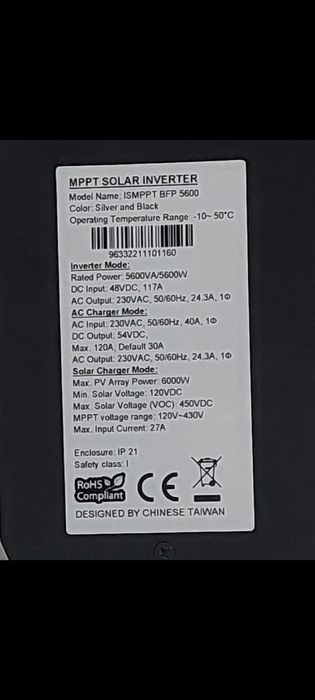 MPPT SOLAR INVERTER
Model Name: ISMPPT BFP 5600
Color: Silver and Black
Operating Temperature Range: -10~ 50°C
96332211101160
Inverter Mode:
Rated Power: 5600VA/5600W
DC Input: 48VDC, 117A
AC Output: 230VAC, 50/60Hz, 24.3A, 1Φ
AC Charger Mode:
AC Input: 230VAC, 50/60Hz, 40A, 1Φ
DC Output: 54VDC,
Max. 120A, Default 30A
AC Output: 230VAC, 50/60Hz, 24.3A, 1Φ
Solar Charger Mode:
Max. PV Array Power: 6000W
Min. Solar Voltage: 120VDC
Max. Solar Voltage (VOC): 450VDC
MPPT voltage range: 120V~430V
Max. Input Current: 27A
Enclosure: IP 21
Safety class: I
RoHS
Compliant
CE
DESIGNED BY CHINESE TAIWAN